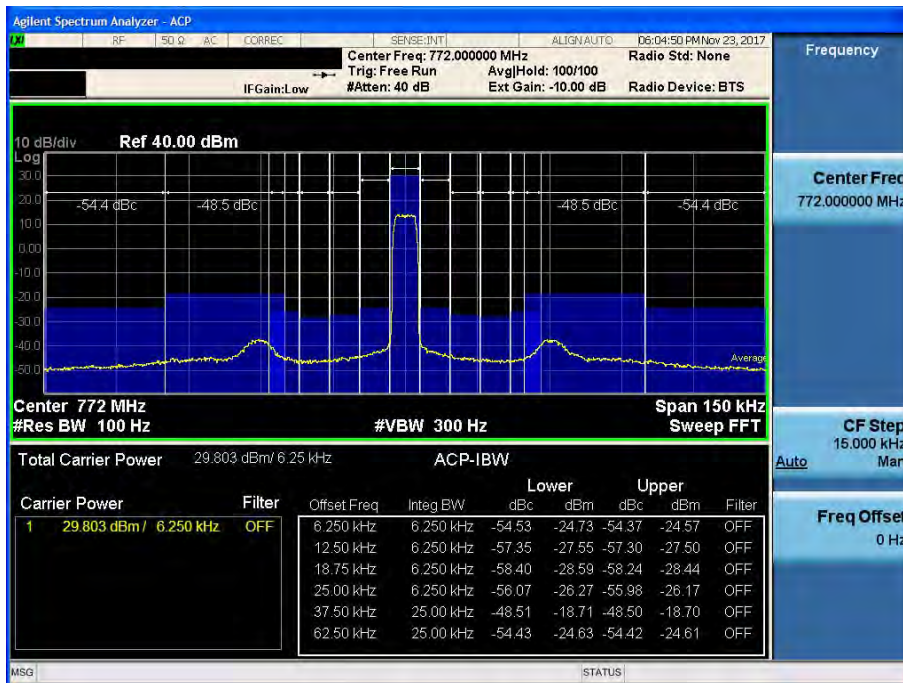 Agilent Spectrum Analyzer - ACP
RF 50 Ω AC CORREC SENSE:INT ALIGN AUTO 06:04:50 PM Nov 23, 2017
Center Freq: 772.000000 MHz Radio Std: None
Trig: Free Run Avg|Hold: 100/100
IFGain:Low #Atten: 40 dB Ext Gain: -10.00 dB Radio Device: BTS
10 dB/div Ref 40.00 dBm
Log
30.0
20.0
-54.4 dBc -48.5 dBc -48.5 dBc -54.4 dBc
10.0
0.00
-10.0
-20.0
-30.0
-40.0
Average
-50.0
Center 772 MHz Span 150 kHz
#Res BW 100 Hz #VBW 300 Hz Sweep FFT
Total Carrier Power 29.803 dBm/ 6.25 kHz ACP-IBW
Lower Upper
Carrier Power Filter Offset Freq Integ BW dBc dBm dBc dBm Filter
1 29.803 dBm / 6.250 kHz OFF 6.250 kHz 6.250 kHz -54.53 -24.73 -54.37 -24.57 OFF
12.50 kHz 6.250 kHz -57.35 -27.55 -57.30 -27.50 OFF
18.75 kHz 6.250 kHz -58.40 -28.59 -58.24 -28.44 OFF
25.00 kHz 6.250 kHz -56.07 -26.27 -55.98 -26.17 OFF
37.50 kHz 25.00 kHz -48.51 -18.71 -48.50 -18.70 OFF
62.50 kHz 25.00 kHz -54.43 -24.63 -54.42 -24.61 OFF
MSG STATUS
Frequency
Center Freq
772.000000 MHz
CF Step
15.000 kHz
Auto Man
Freq Offset
0 Hz